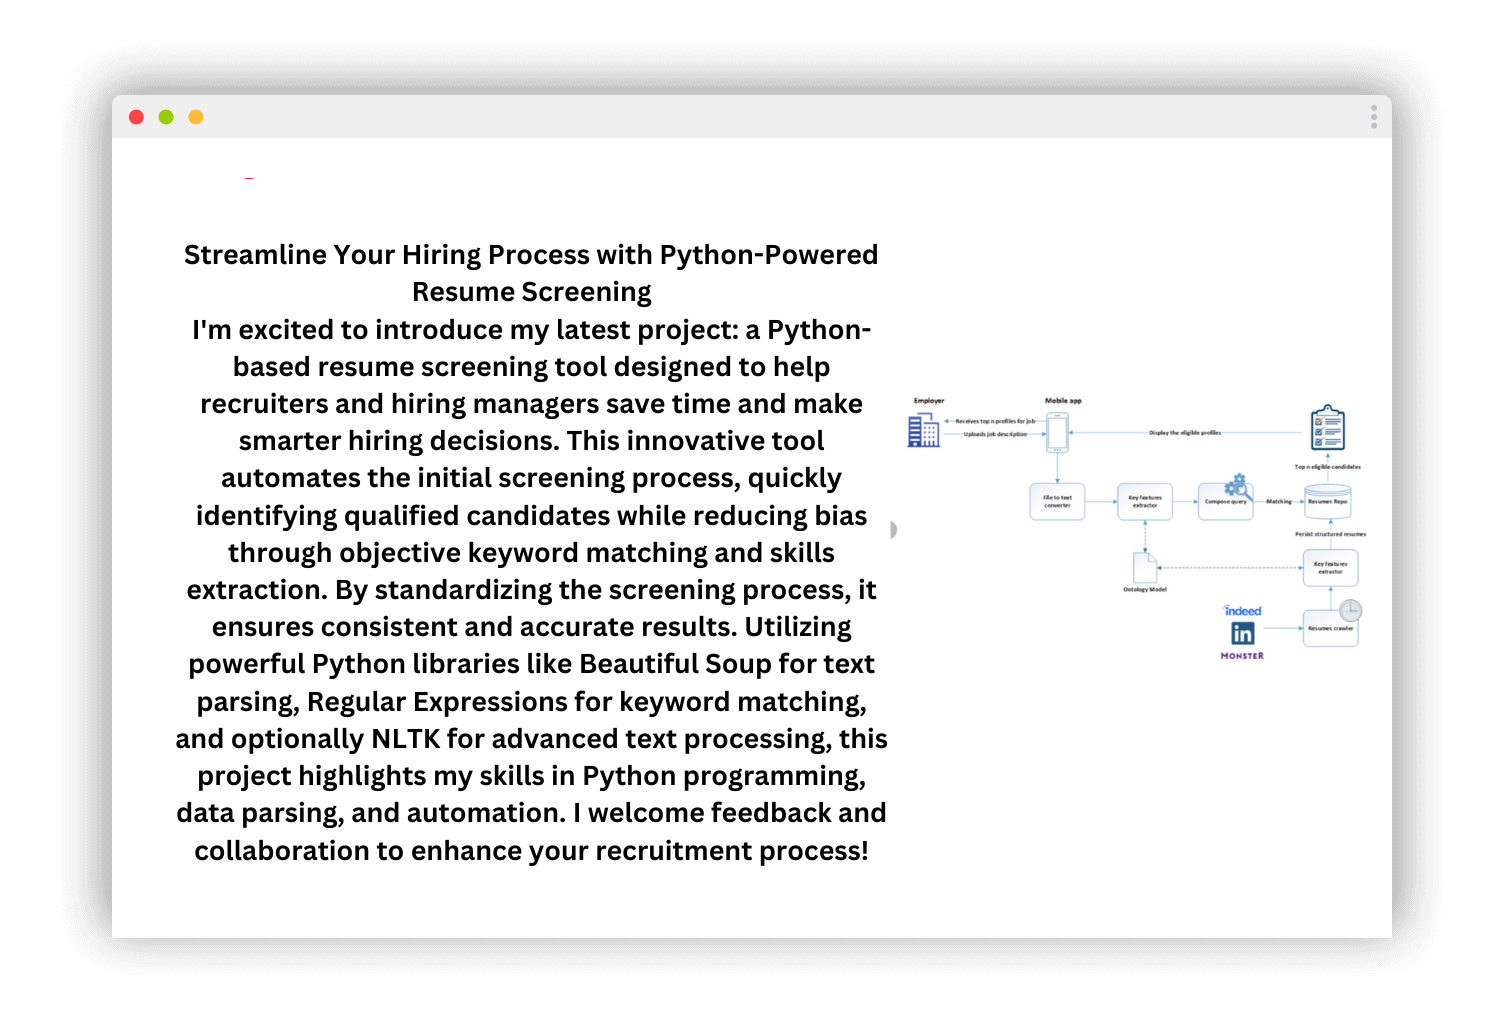 Streamline Your Hiring Process with Python-Powered
Resume Screening
I'm excited to introduce my latest project: a Python-
based resume screening tool designed to help
recruiters and hiring managers save time and make
smarter hiring decisions. This innovative tool
automates the initial screening process, quickly
identifying qualified candidates while reducing bias
through objective keyword matching and skills
extraction. By standardizing the screening process, it
ensures consistent and accurate results. Utilizing
powerful Python libraries like Beautiful Soup for text
parsing, Regular Expressions for keyword matching,
and optionally NLTK for advanced text processing, this
project highlights my skills in Python programming,
data parsing, and automation. I welcome feedback and
collaboration to enhance your recruitment process!
Employer
Mobile app
Receives top n profiles for job
Uploads job description
Display the eligible profiles
Top n eligible candidates
File to text
converter
Key features
extractor
Compose query
Matching
Resumes Repo
Persist structured resumes
Key features
extractor
Ontology Model
indeed
in
MONSTER
Resumes crawler